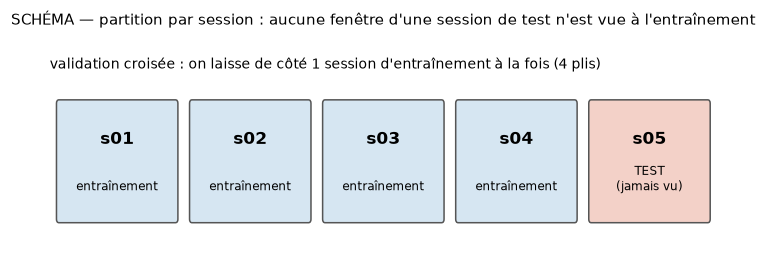 SCHÉMA — partition par session : aucune fenêtre d'une session de test n'est vue à l'entraînement
validation croisée : on laisse de côté 1 session d'entraînement à la fois (4 plis)
s01
s02
s03
s04
s05
entraînement
entraînement
entraînement
entraînement
TEST
(jamais vu)